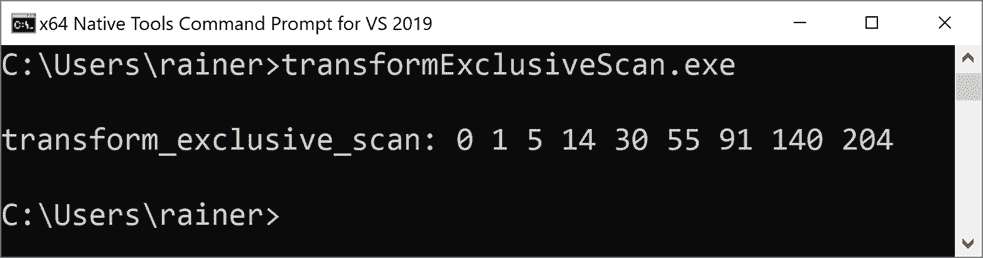 x64 Native Tools Command Prompt for VS 2019
C:\Users\rainer>transformExclusiveScan.exe
transform_exclusive_scan: 0 1 5 14 30 55 91 140 204
C:\Users\rainer>